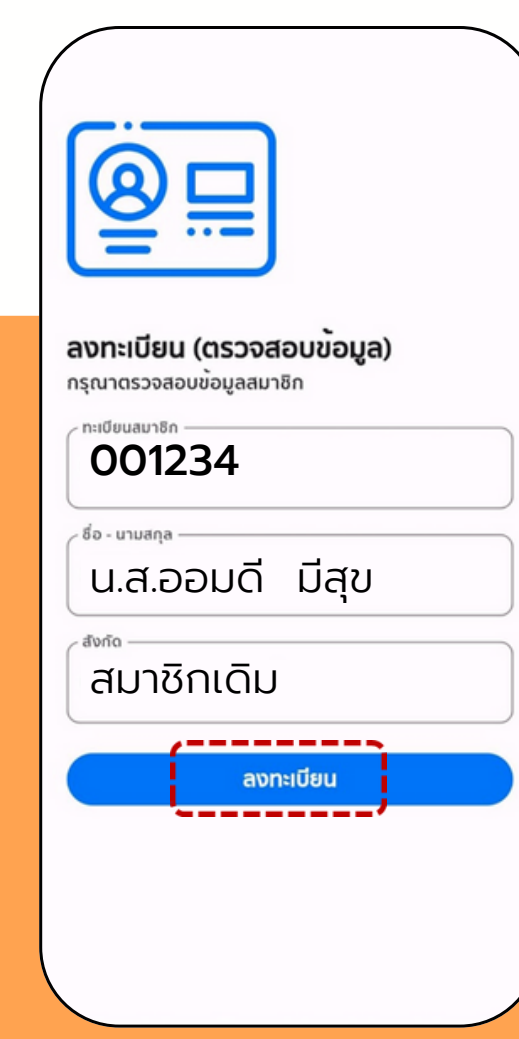 ลงทะเบียน (ตรวจสอบข้อมูล)
กรุณาตรวจสอบข้อมูลสมาชิก
ทะเบียนสมาชิก
001234
ชื่อ - นามสกุล
น.ส.ออมดี มีสุข
สังกัด
สมาชิกเดิม
ลงทะเบียน